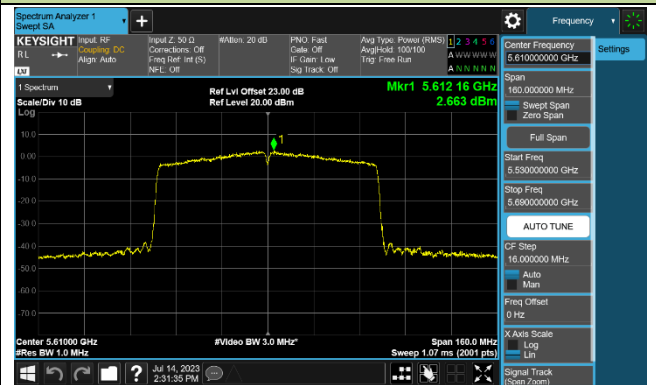 Spectrum Analyzer 1
Swept SA
+
Frequency
KEYSIGHT
RL
LXI
Input: RF
Coupling: DC
Align: Auto
Input Z: 50 Ω
Corrections: Off
Freq Ref: Int (S)
NFE: Off
#Atten: 20 dB
PNO: Fast
Gate: Off
IF Gain: Low
Sig Track: Off
Avg Type: Power (RMS)
Avg|Hold: 100/100
Trig: Free Run
1 2 3 4 5 6
A W W W W W
A N N N N N
Center Frequency
5.610000000 GHz
Settings
Span
160.000000 MHz
Swept Span
Zero Span
Full Span
Start Freq
5.530000000 GHz
Stop Freq
5.690000000 GHz
AUTO TUNE
CF Step
16.000000 MHz
Auto
Man
Freq Offset
0 Hz
X Axis Scale
Log
Lin
Signal Track
(Span Zoom)
1 Spectrum
Scale/Div 10 dB
Log
Ref Lvl Offset 23.00 dB
Ref Level 20.00 dBm
Mkr1 5.612 16 GHz
2.663 dBm
1
10.0
0.00
-10.0
-20.0
-30.0
-40.0
-50.0
-60.0
-70.0
Center 5.61000 GHz
#Res BW 1.0 MHz
#Video BW 3.0 MHz*
Span 160.0 MHz
Sweep 1.07 ms (2001 pts)
?
Jul 14, 2023
2:31:35 PM